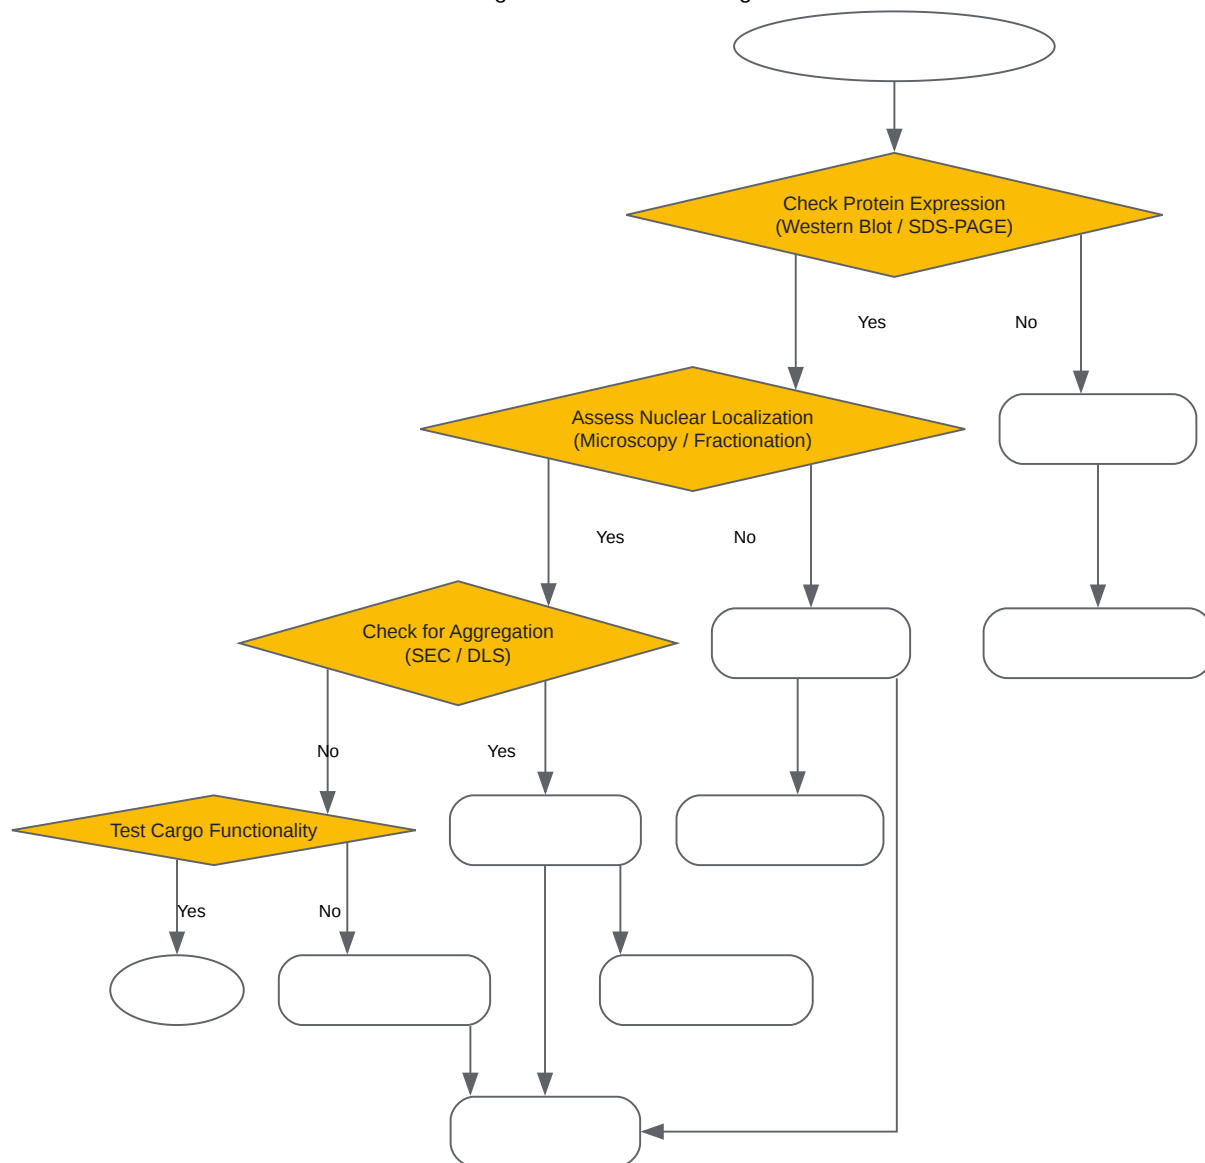 Check Protein Expression
(Western Blot / SDS-PAGE)
Yes
No
Assess Nuclear Localization
(Microscopy / Fractionation)
Yes
No
Check for Aggregation
(SEC / DLS)
No
Yes
Test Cargo Functionality
Yes
No